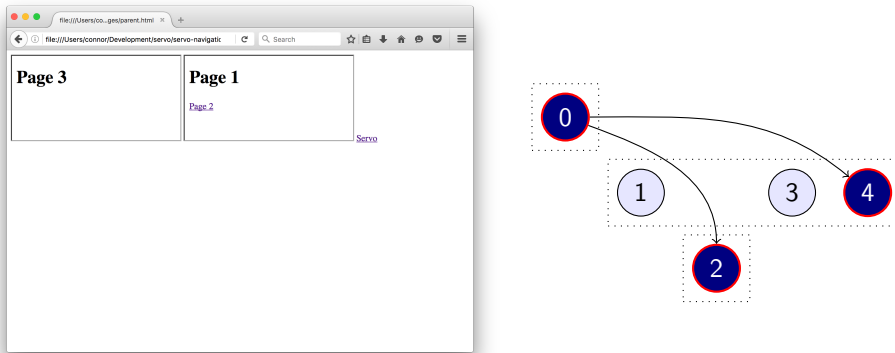 file:///Users/co...ges/parent.html
file:///Users/connor/Development/servo/servo-navigatic
Search
Page 3
Page 1
Page 2
Servo
0
1
3
4
2